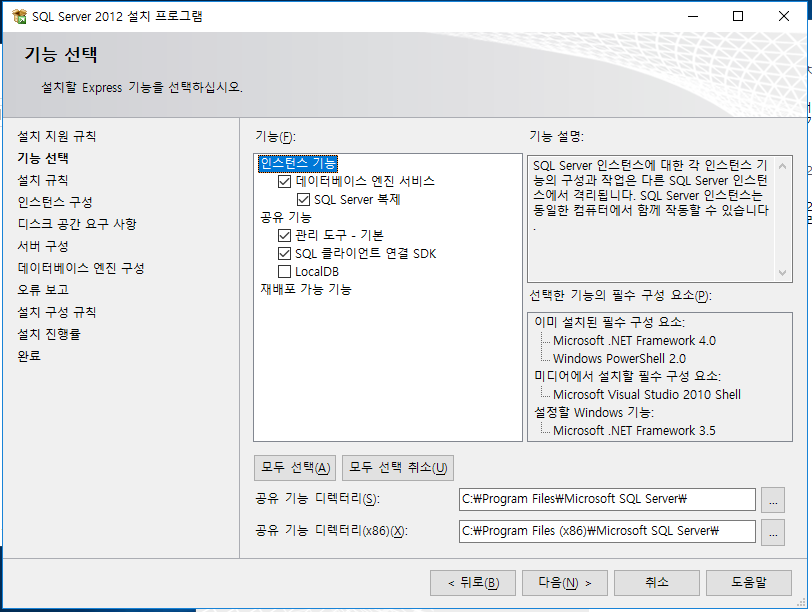 SQL Server 2012 설치 프로그램
기능 선택
설치할 Express 기능을 선택하십시오.
설치 지원 규칙
기능 선택
설치 규칙
인스턴스 구성
디스크 공간 요구 사항
서버 구성
데이터베이스 엔진 구성
오류 보고
설치 구성 규칙
설치 진행률
완료
기능(F):
인스턴스 기능
데이터베이스 엔진 서비스
SQL Server 복제
공유 기능
관리 도구 - 기본
SQL 클라이언트 연결 SDK
LocalDB
재배포 가능 기능
기능 설명:
SQL Server 인스턴스에 대한 각 인스턴스 기
능의 구성과 작업은 다른 SQL Server 인스턴
스에서 격리됩니다. SQL Server 인스턴스는
동일한 컴퓨터에서 함께 작동할 수 있습니다
.
선택한 기능의 필수 구성 요소(P):
이미 설치된 필수 구성 요소:
Microsoft .NET Framework 4.0
Windows PowerShell 2.0
미디어에서 설치할 필수 구성 요소:
Microsoft Visual Studio 2010 Shell
설정할 Windows 기능:
Microsoft .NET Framework 3.5
모두 선택(A)
모두 선택 취소(U)
공유 기능 디렉터리(S):
C:₩Program Files₩Microsoft SQL Server₩
...
공유 기능 디렉터리(x86)(X):
C:₩Program Files (x86)₩Microsoft SQL Server₩
...
< 뒤로(B)
다음(N) >
취소
도움말